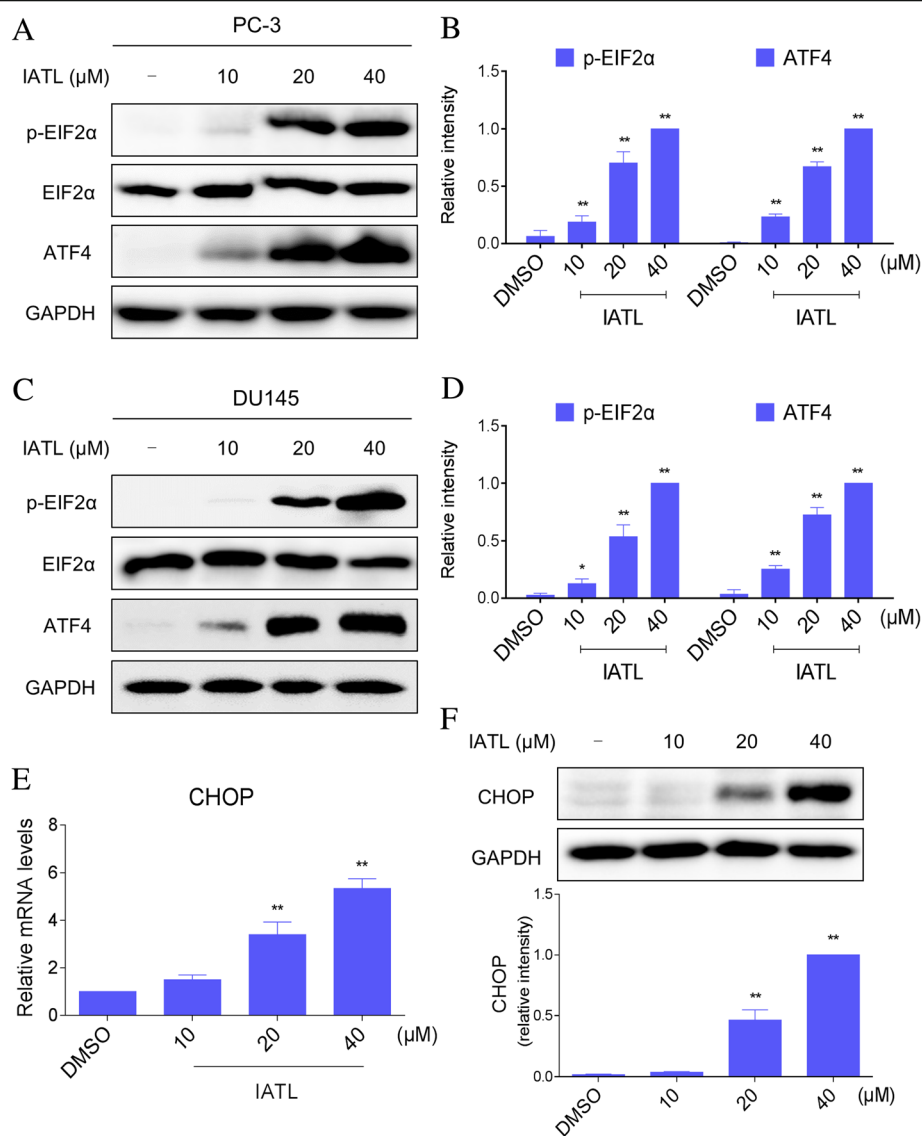 A
PC-3
IATL (μM) – 10 20 40
p-EIF2α
EIF2α
ATF4
GAPDH
B
p-EIF2α ATF4
Relative intensity
1.5
1.0
0.5
0.0
** ** ** ** ** **
DMSO 10 20 40 DMSO 10 20 40 (μM)
IATL IATL
C
DU145
IATL (μM) – 10 20 40
p-EIF2α
EIF2α
ATF4
GAPDH
D
p-EIF2α ATF4
Relative intensity
1.5
1.0
0.5
0.0
* ** ** ** ** **
DMSO 10 20 40 DMSO 10 20 40 (μM)
IATL IATL
E
CHOP
Relative mRNA levels
8
6
4
2
0
** **
DMSO 10 20 40 (μM)
IATL
F
IATL (μM) – 10 20 40
CHOP
GAPDH
CHOP
(relative intensity)
1.5
1.0
0.5
0.0
** **
DMSO 10 20 40 (μM)